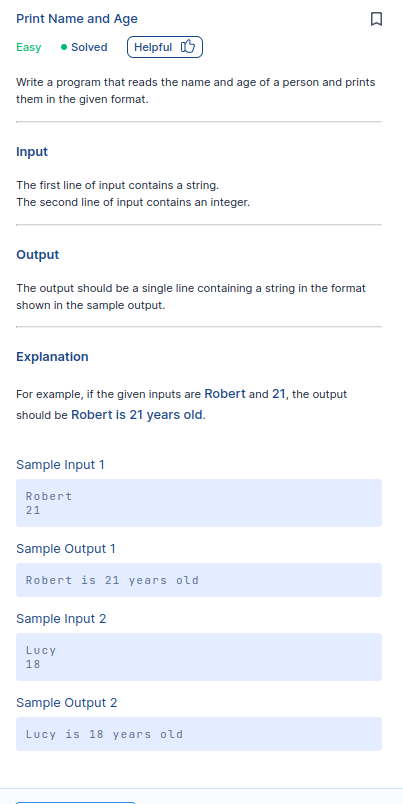 Print Name and Age
Easy Solved Helpful
Write a program that reads the name and age of a person and prints
them in the given format.
Input
The first line of input contains a string.
The second line of input contains an integer.
Output
The output should be a single line containing a string in the format
shown in the sample output.
Explanation
For example, if the given inputs are Robert and 21, the output
should be Robert is 21 years old.
Sample Input 1
Robert
21
Sample Output 1
Robert is 21 years old
Sample Input 2
Lucy
18
Sample Output 2
Lucy is 18 years old